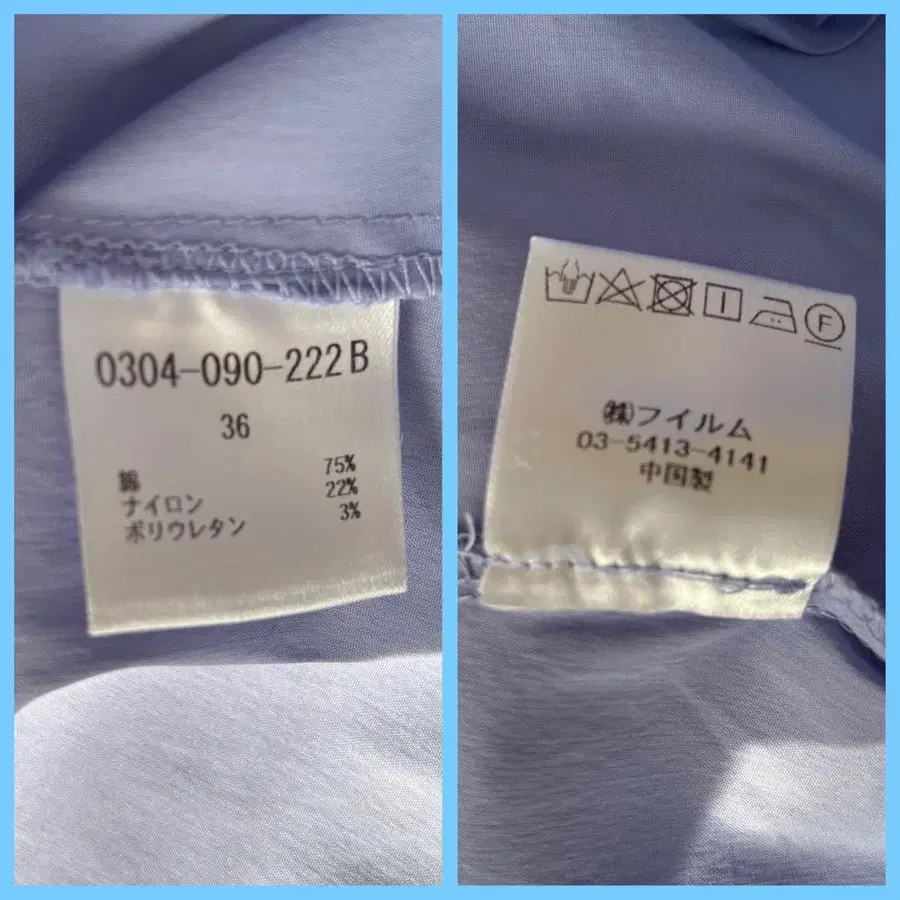 0304-090-222 B
36
綿 75%
ナイロン 22%
ポリウレタン 3%
F
㈱フイルム
03-5413-4141
中国製